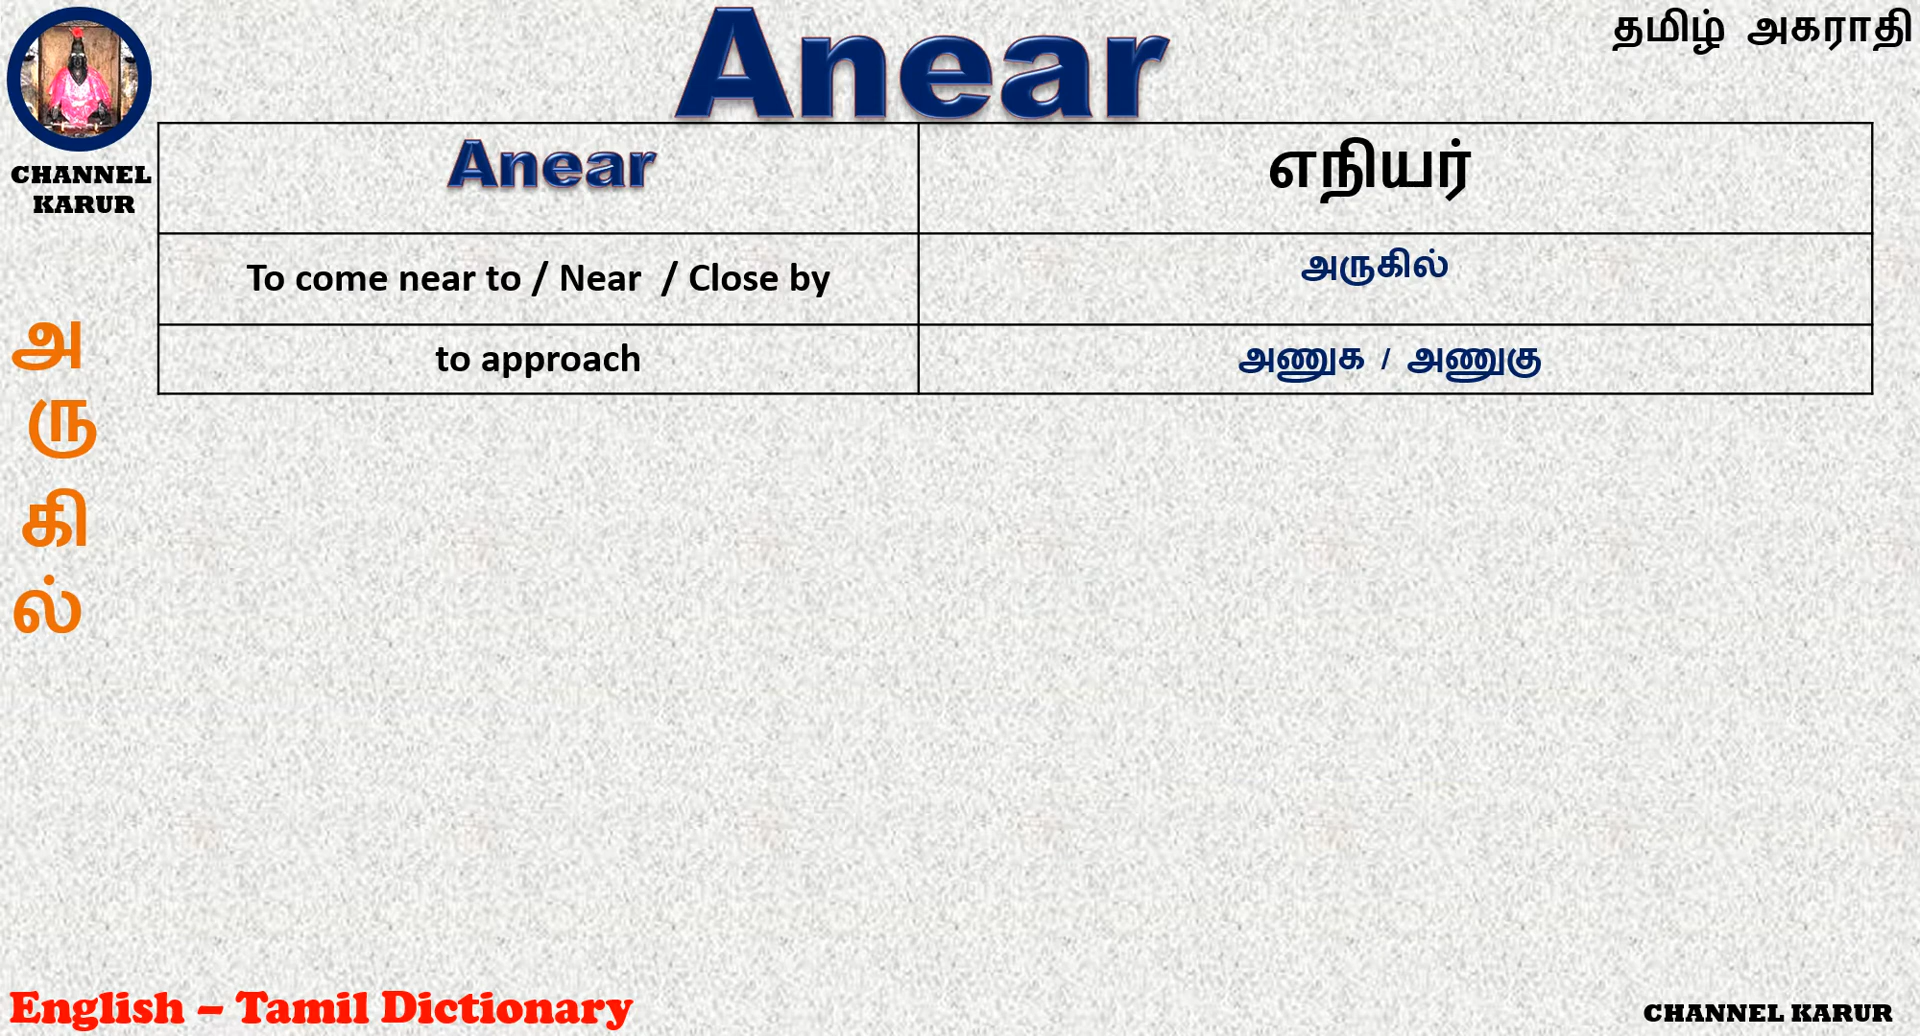 Anear
தமிழ் அகராதி
CHANNEL
KARUR
Anear
எநியர்
To come near to / Near / Close by
அருகில்
to approach
அணுக / அணுகு
அ
ரு
கி
ல்
English – Tamil Dictionary
CHANNEL KARUR